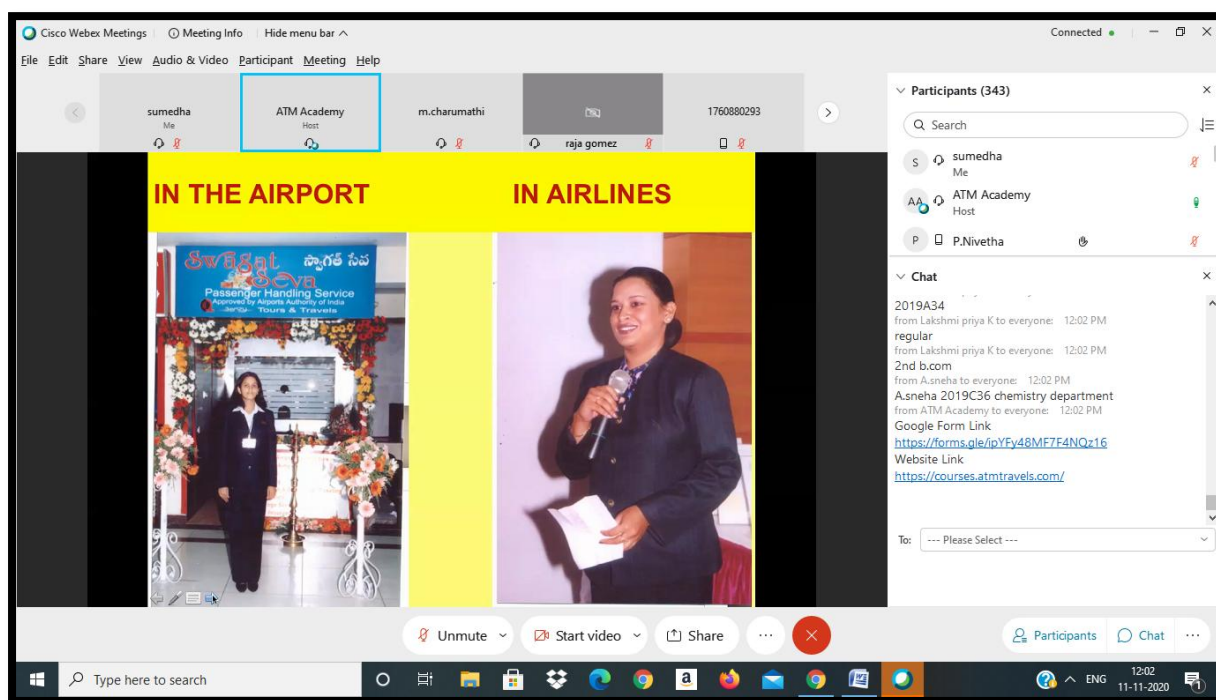 Cisco Webex Meetings
Meeting Info
Hide menu bar
Connected
File Edit Share View Audio & Video Participant Meeting Help
sumedha
Me
ATM Academy
Host
m.charumathi
raja gomez
1760880293
IN THE AIRPORT
IN AIRLINES
Swagat
Seva
స్వాగత్ సేవ
Passenger Handling Service
Approved by Airports Authority of India
Tours & Travels
Participants (343)
Search
S sumedha
Me
AA ATM Academy
Host
P P.Nivetha
Chat
2019A34
from Lakshmi priya K to everyone: 12:02 PM
regular
from Lakshmi priya K to everyone: 12:02 PM
2nd b.com
from A.sneha to everyone: 12:02 PM
A.sneha 2019C36 chemistry department
from ATM Academy to everyone: 12:02 PM
Google Form Link
https://forms.gle/ipYFy48MF7F4NQz16
Website Link
https://courses.atmtravels.com/
To: --- Please Select ---
Unmute
Start video
Share
Participants
Chat
Type here to search
a
ENG
12:02
11-11-2020
1